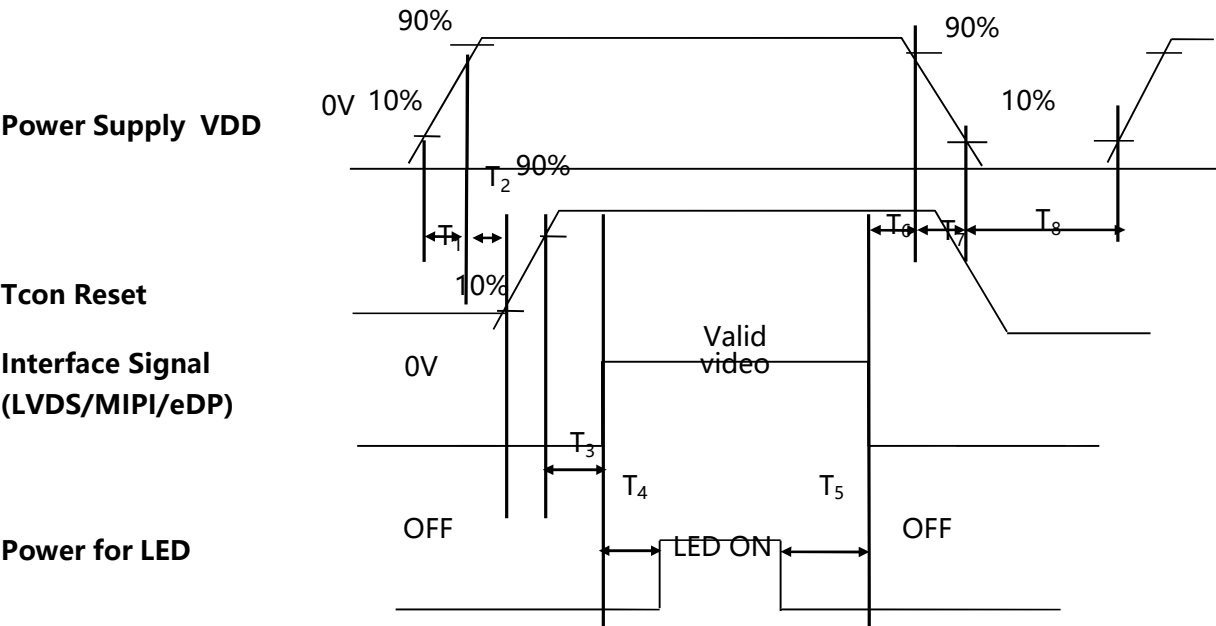 90%
90%
0V 10%
10%
Power Supply VDD
T2 90%
T1
T6 T7 T8
Tcon Reset
10%
Valid
video
Interface Signal
(LVDS/MIPI/eDP)
0V
T3
T4
T5
OFF
OFF
Power for LED
LED ON